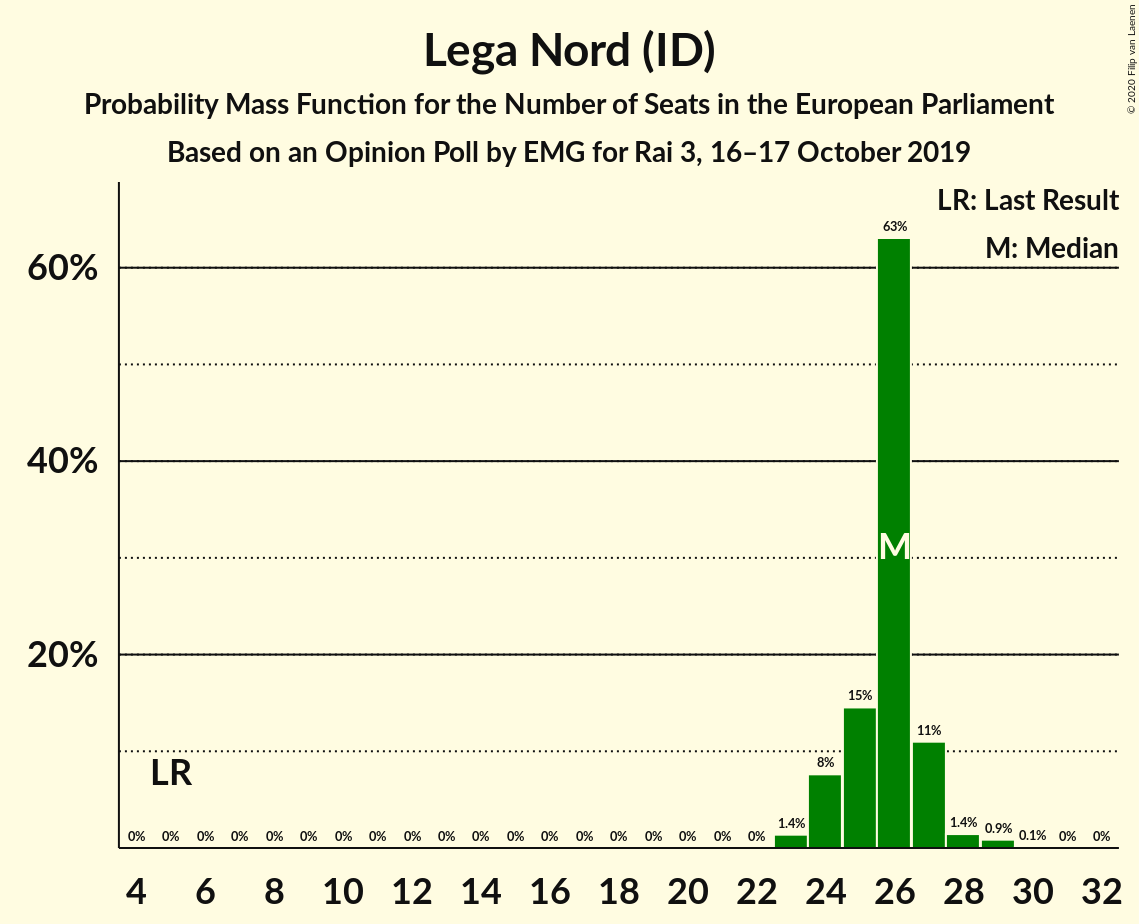 Lega Nord (ID)
Probability Mass Function for the Number of Seats in the European Parliament
Based on an Opinion Poll by EMG for Rai 3, 16–17 October 2019
© 2020 Filip van Laenen
LR: Last Result
M: Median
60%
40%
20%
63%
M
15%
11%
8%
LR
0% 0% 0% 0% 0% 0% 0% 0% 0% 0% 0% 0% 0% 0% 0% 0% 0% 0% 0% 1.4% 1.4% 0.9% 0.1% 0% 0%
4 6 8 10 12 14 16 18 20 22 24 26 28 30 32